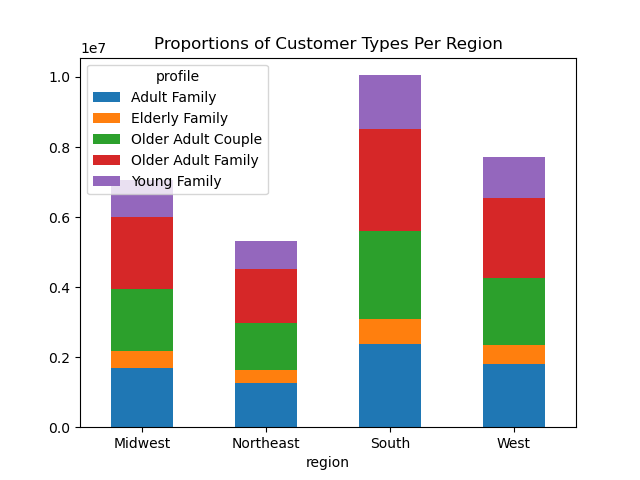 Proportions of Customer Types Per Region
1e7
profile
Adult Family
Elderly Family
Older Adult Couple
Older Adult Family
Young Family
1.0
0.8
0.6
0.4
0.2
0.0
Midwest Northeast South West
region